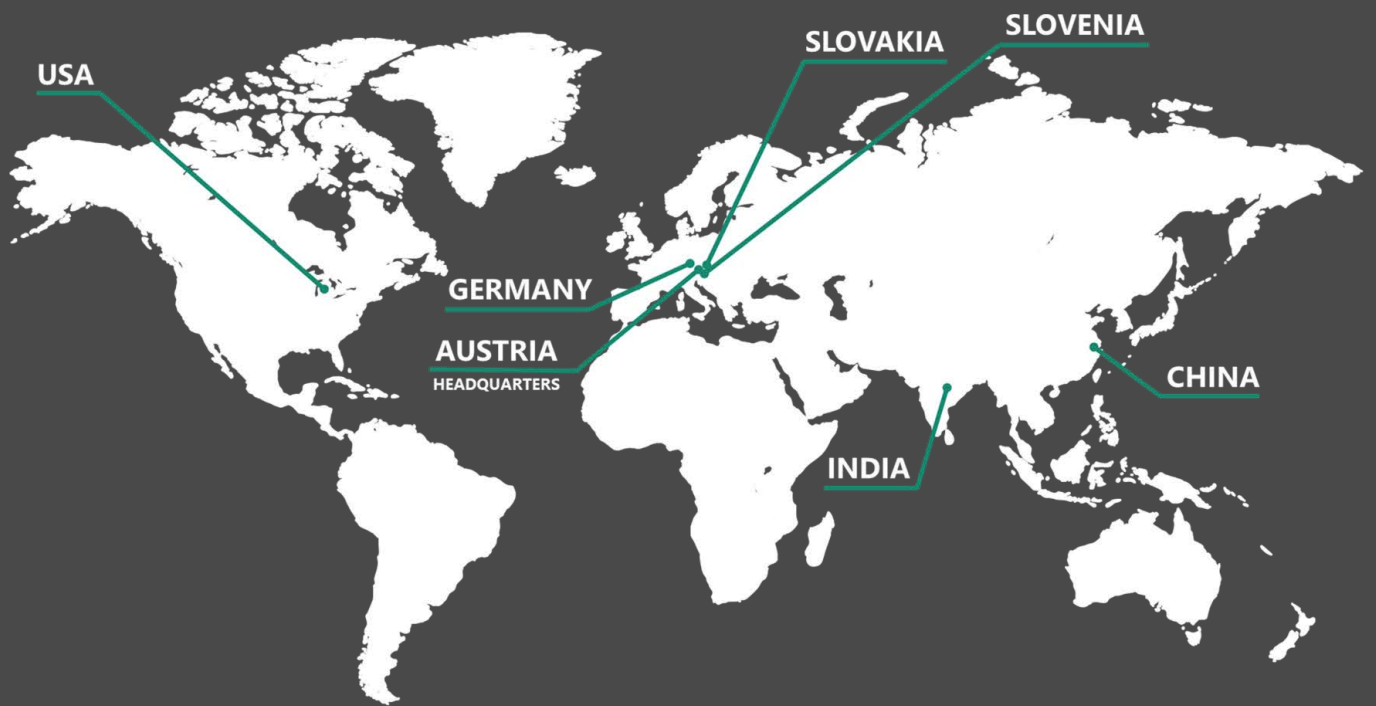 SLOVENIA
SLOVAKIA
USA
GERMANY
AUSTRIA
HEADQUARTERS
CHINA
INDIA